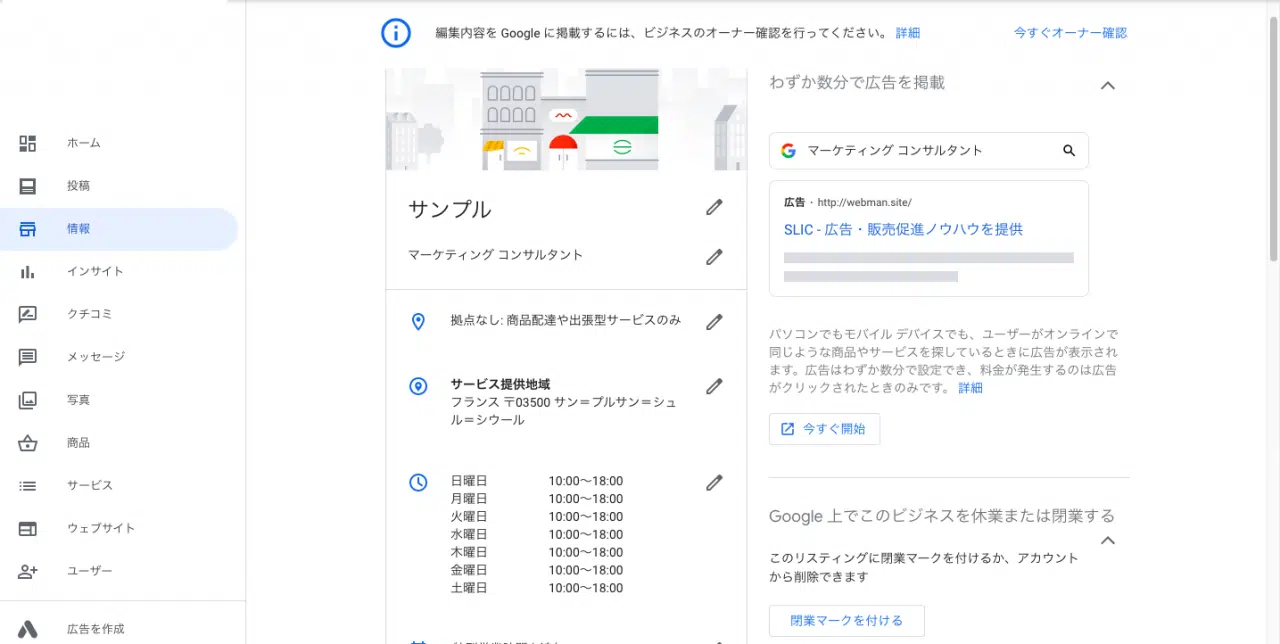 編集内容を Google に掲載するには、ビジネスのオーナー確認を行ってください。 詳細
今すぐオーナー確認
ホーム
投稿
情報
インサイト
クチコミ
メッセージ
写真
商品
サービス
ウェブサイト
ユーザー
広告を作成
サンプル
マーケティング コンサルタント
拠点なし: 商品配達や出張型サービスのみ
サービス提供地域
フランス 〒03500 サン＝プルサン＝シュ
ル＝シウール
日曜日 10:00～18:00
月曜日 10:00～18:00
火曜日 10:00～18:00
水曜日 10:00～18:00
木曜日 10:00～18:00
金曜日 10:00～18:00
土曜日 10:00～18:00
わずか数分で広告を掲載
マーケティング コンサルタント
広告・http://webman.site/
SLIC - 広告・販売促進ノウハウを提供
パソコンでもモバイル デバイスでも、ユーザーがオンラインで
同じような商品やサービスを探しているときに広告が表示され
ます。広告はわずか数分で設定でき、料金が発生するのは広告
がクリックされたときのみです。 詳細
今すぐ開始
Google 上でこのビジネスを休業または閉業する
このリスティングに閉業マークを付けるか、アカウント
から削除できます
閉業マークを付ける